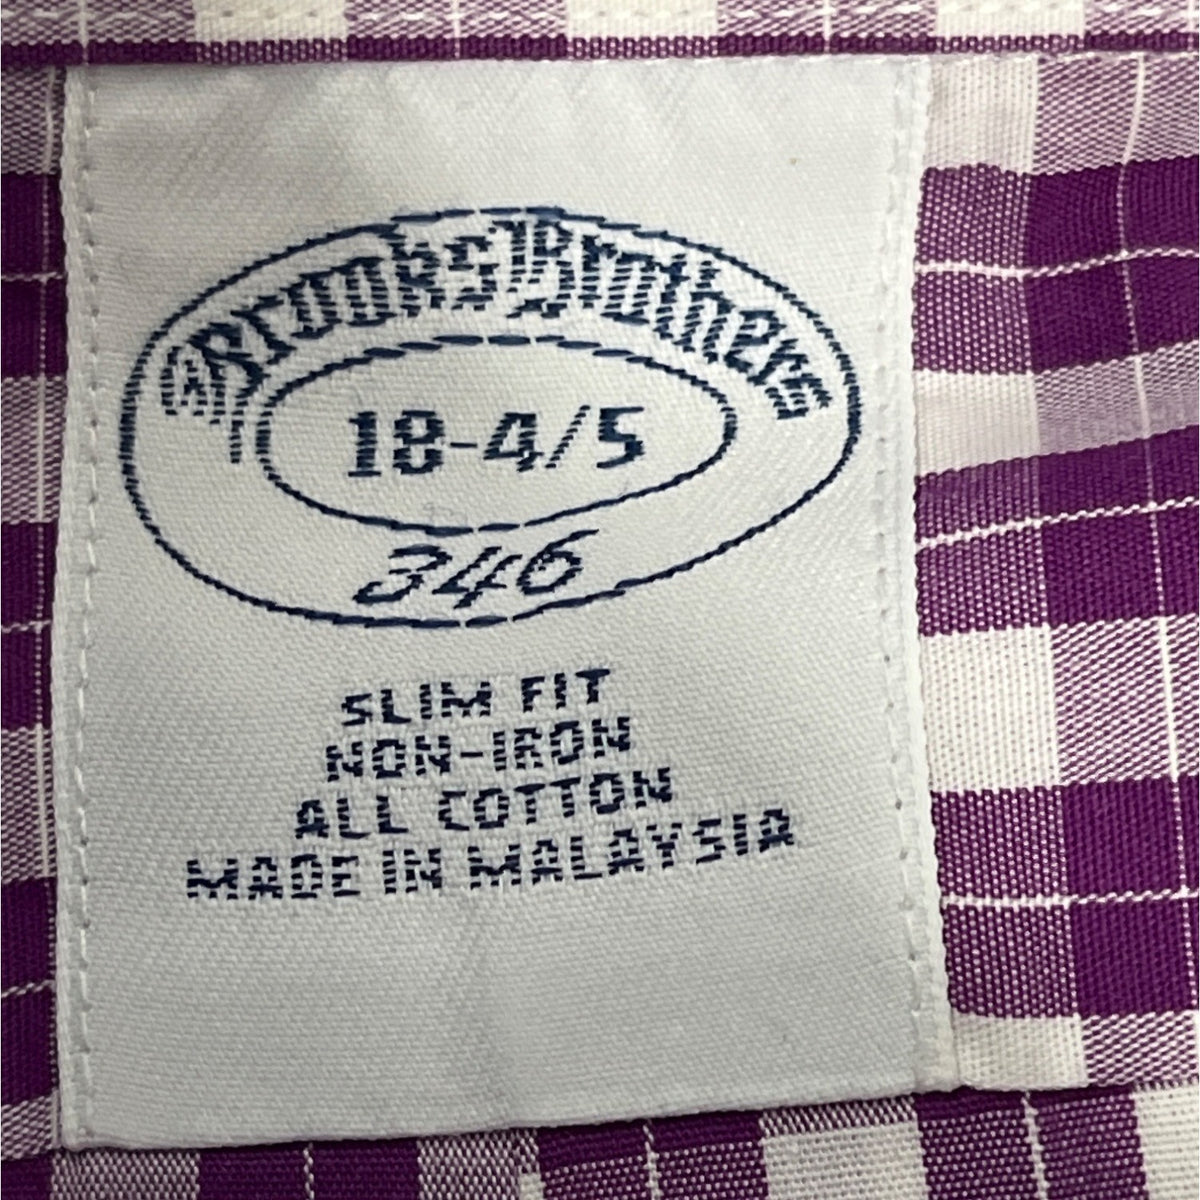 Brooks Brothers
18-4/5
346
SLIM FIT
NON-IRON
ALL COTTON
MADE IN MALAYSIA